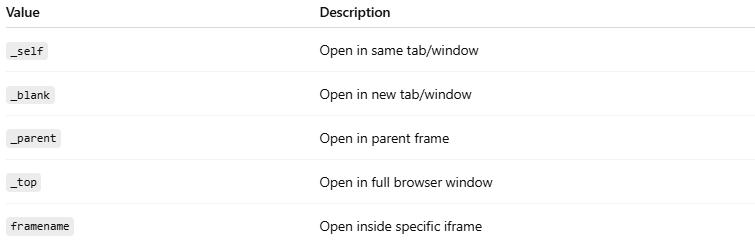 Value Description
_self Open in same tab/window
_blank Open in new tab/window
_parent Open in parent frame
_top Open in full browser window
framename Open inside specific iframe